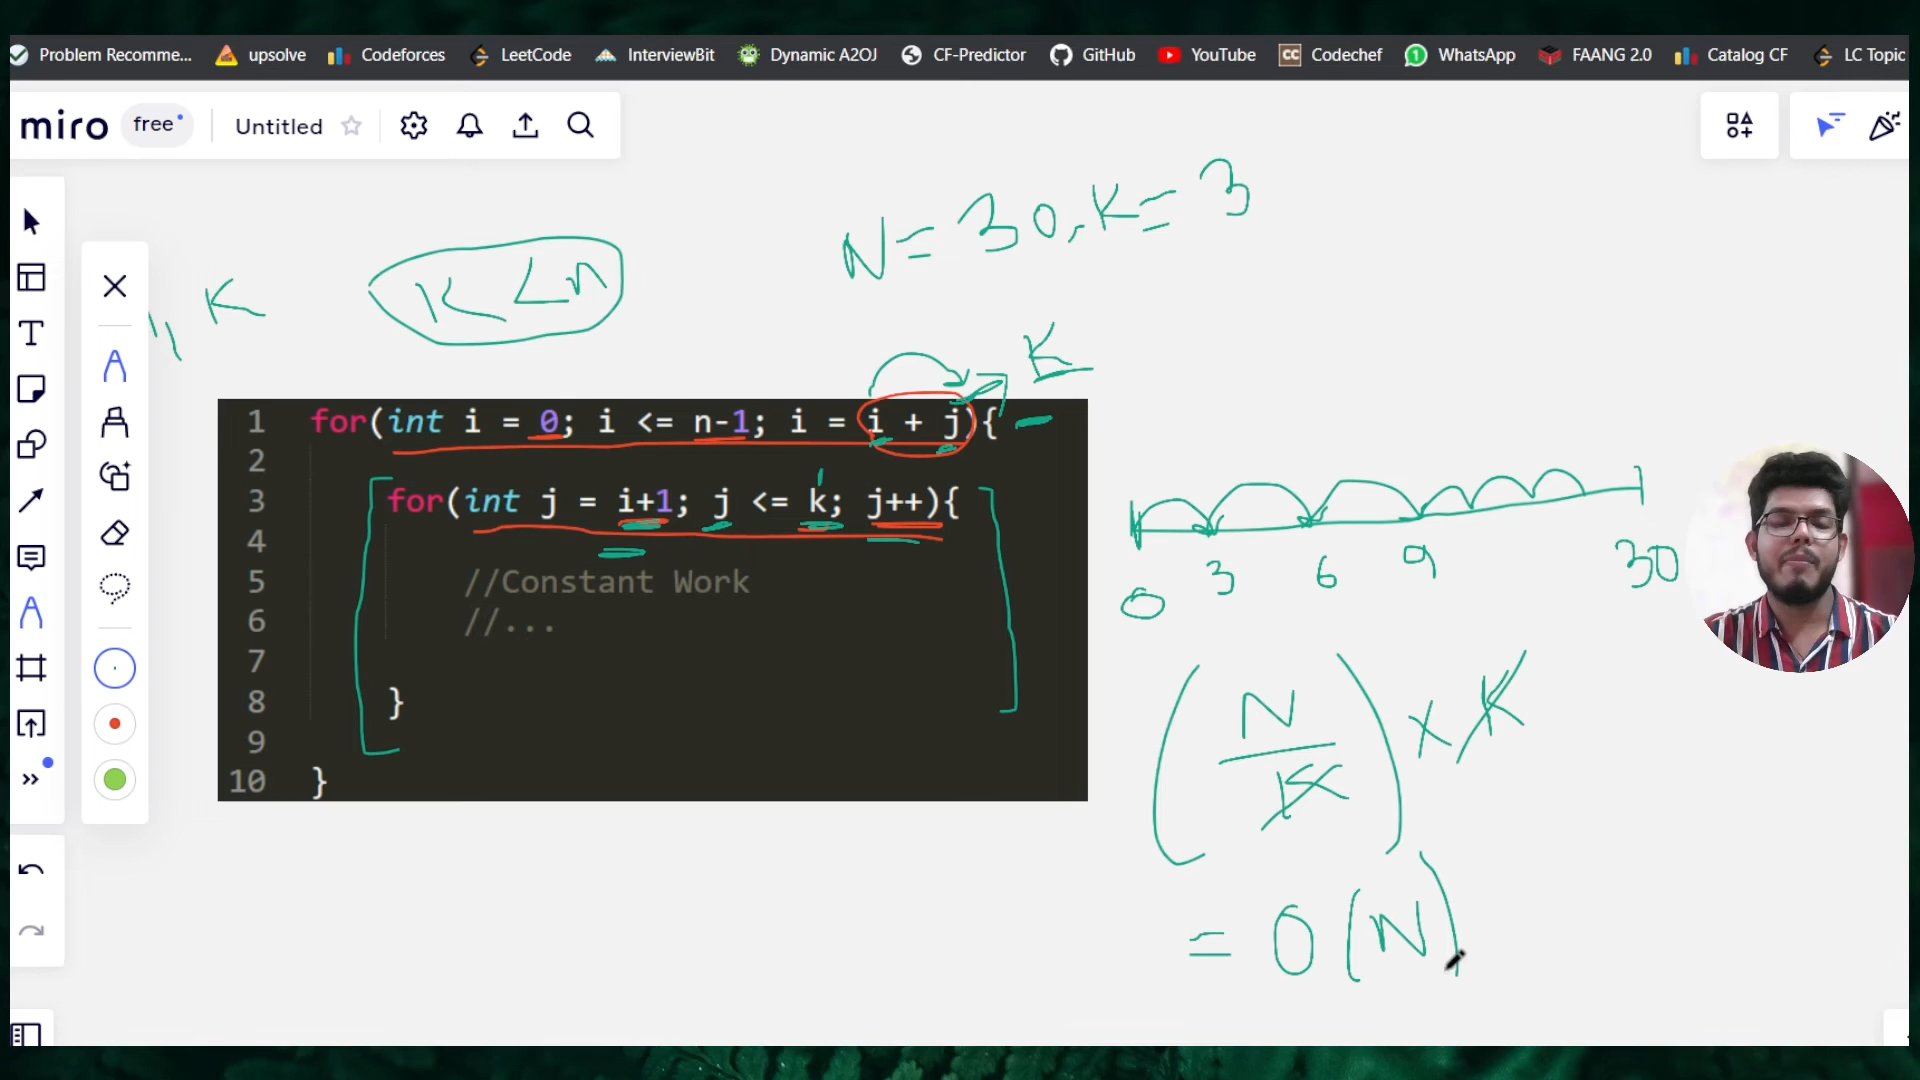 Problem Recomme...
upsolve
Codeforces
LeetCode
InterviewBit
Dynamic A2OJ
CF-Predictor
GitHub
YouTube
Codechef
WhatsApp
FAANG 2.0
Catalog CF
LC Topic
miro free Untitled
N = 30, K = 3
K
K < n
K
1 for(int i = 0; i <= n-1; i = i + j){
2
3 for(int j = i+1; j <= k; j++){
4
5 //Constant Work
6 //...
7
8 }
9
10 }
0 3 6 9 30
(N/K) x K
= O(N)